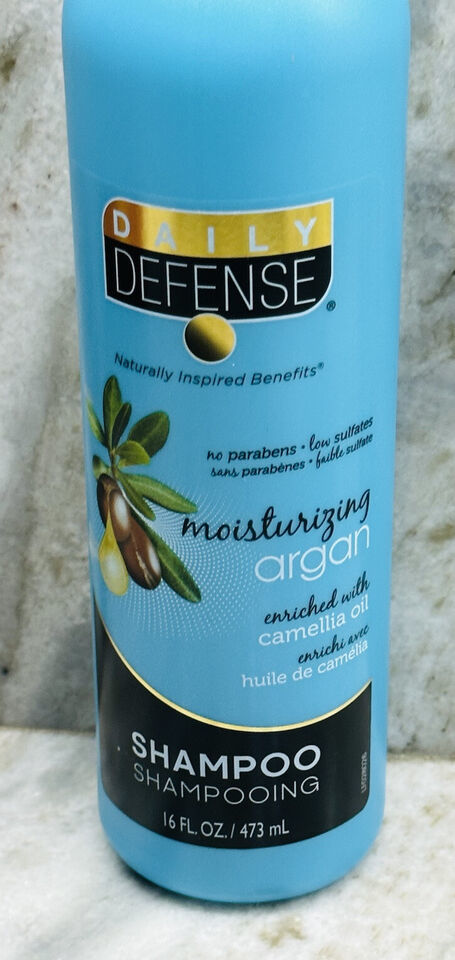 DAILY
DEFENSE®
Naturally Inspired Benefits®
no parabens • low sulfates
sans parabènes • faible sulfate
moisturizing
argan
enriched with
camellia oil
enrichi avec
huile de camélia
SHAMPOO
SHAMPOOING
16 FL. OZ. / 473 mL